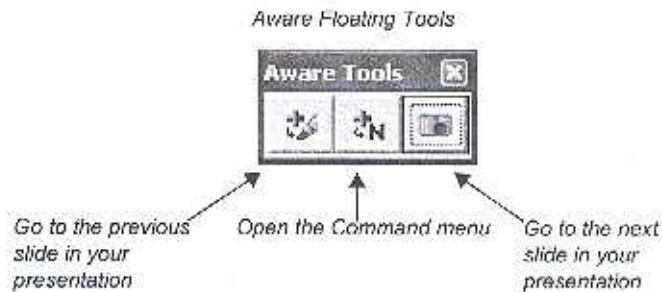 Aware Floating Tools
Aware Tools
N
Go to the previous
slide in your
presentation
Open the Command menu
Go to the next
slide in your
presentation